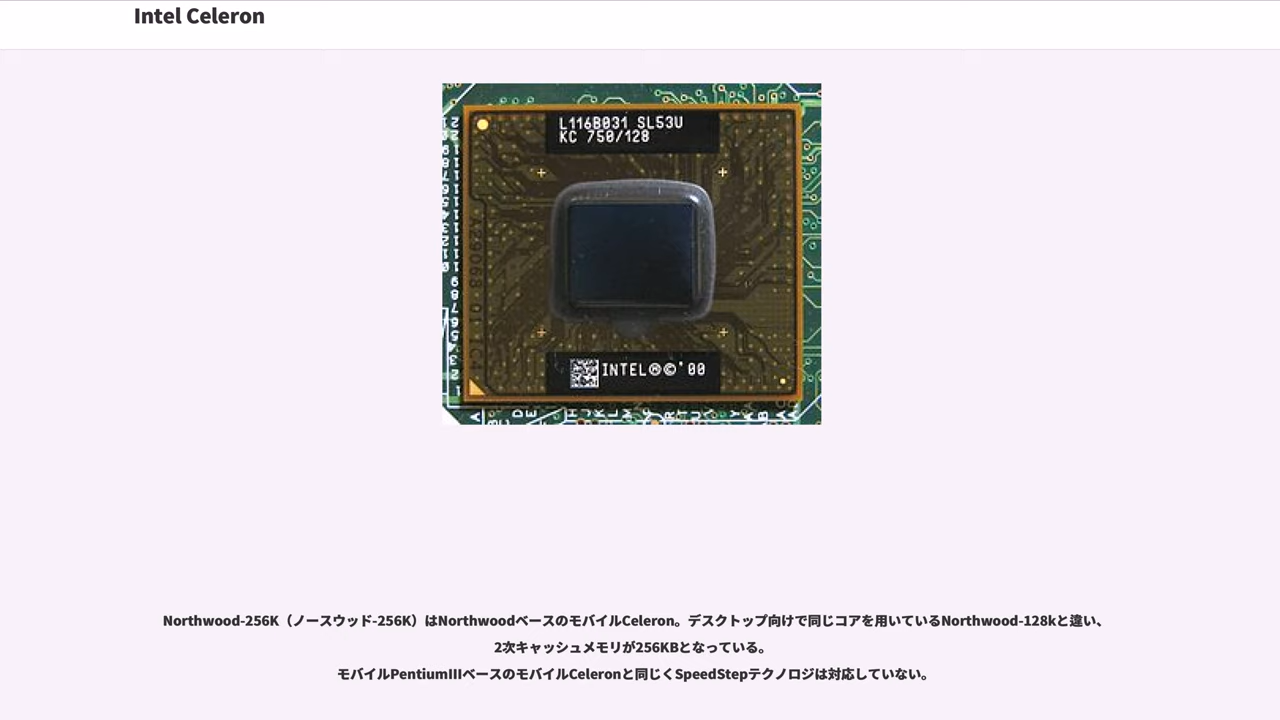 Intel Celeron
L116B031 SL53U
KC 750/128
INTEL®©'00
Northwood-256K（ノースウッド-256K）はNorthwoodベースのモバイルCeleron。デスクトップ向けで同じコアを用いているNorthwood-128kと違い、
2次キャッシュメモリが256KBとなっている。
モバイルPentiumIIIベースのモバイルCeleronと同じくSpeedStepテクノロジは対応していない。